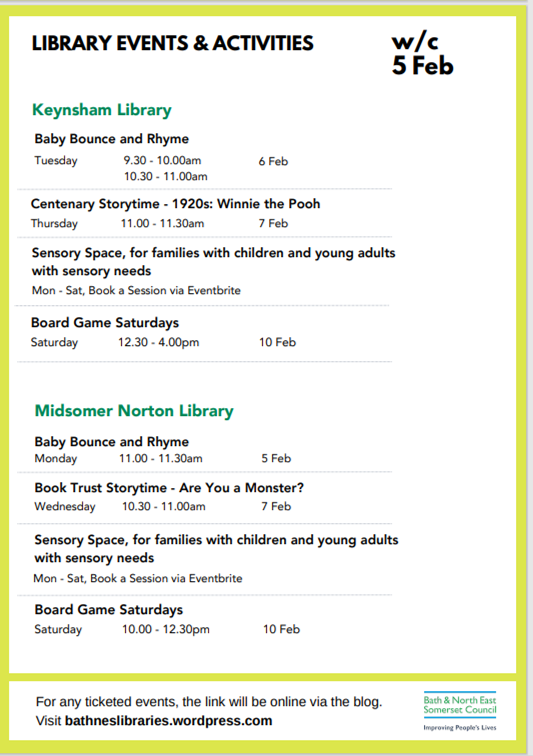 LIBRARY EVENTS & ACTIVITIES
w/c
5 Feb
Keynsham Library
Baby Bounce and Rhyme
Tuesday 9.30 - 10.00am 6 Feb
10.30 - 11.00am
Centenary Storytime - 1920s: Winnie the Pooh
Thursday 11.00 - 11.30am 7 Feb
Sensory Space, for families with children and young adults
with sensory needs
Mon - Sat, Book a Session via Eventbrite
Board Game Saturdays
Saturday 12.30 - 4.00pm 10 Feb
Midsomer Norton Library
Baby Bounce and Rhyme
Monday 11.00 - 11.30am 5 Feb
Book Trust Storytime - Are You a Monster?
Wednesday 10.30 - 11.00am 7 Feb
Sensory Space, for families with children and young adults
with sensory needs
Mon - Sat, Book a Session via Eventbrite
Board Game Saturdays
Saturday 10.00 - 12.30pm 10 Feb
For any ticketed events, the link will be online via the blog.
Visit bathneslibraries.wordpress.com
Bath & North East
Somerset Council
Improving People's Lives